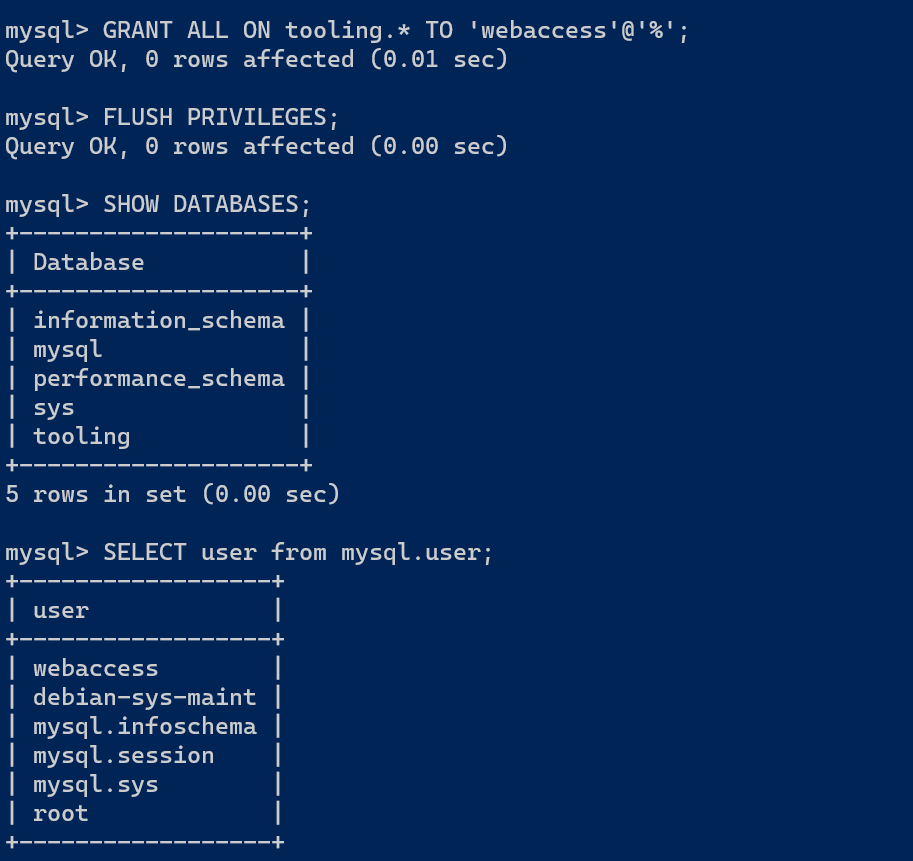 mysql> GRANT ALL ON tooling.* TO 'webaccess'@'%';
Query OK, 0 rows affected (0.01 sec)
mysql> FLUSH PRIVILEGES;
Query OK, 0 rows affected (0.00 sec)
mysql> SHOW DATABASES;
+--------------------+
| Database           |
+--------------------+
| information_schema |
| mysql              |
| performance_schema |
| sys                |
| tooling            |
+--------------------+
5 rows in set (0.00 sec)
mysql> SELECT user from mysql.user;
+------------------+
| user             |
+------------------+
| webaccess        |
| debian-sys-maint |
| mysql.infoschema |
| mysql.session    |
| mysql.sys        |
| root             |
+------------------+